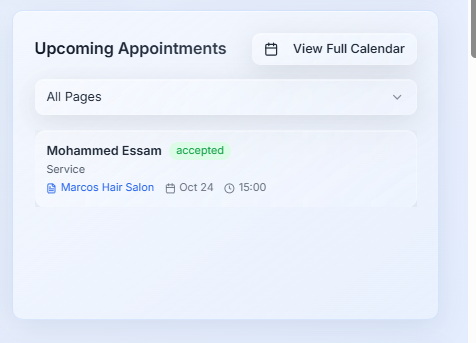 Upcoming Appointments
View Full Calendar
All Pages
Mohammed Essam accepted
Service
Marcos Hair Salon Oct 24 15:00